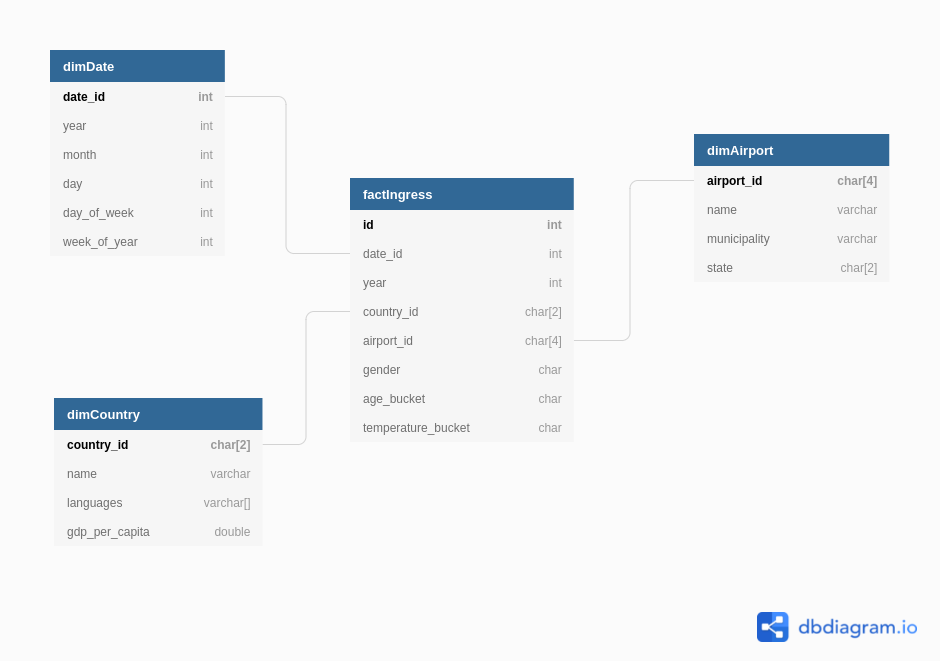 dimDate
date_id int
year int
month int
day int
day_of_week int
week_of_year int
factIngress
id int
date_id int
year int
country_id char[2]
airport_id char[4]
gender char
age_bucket char
temperature_bucket char
dimAirport
airport_id char[4]
name varchar
municipality varchar
state char[2]
dimCountry
country_id char[2]
name varchar
languages varchar[]
gdp_per_capita double
dbdiagram.io